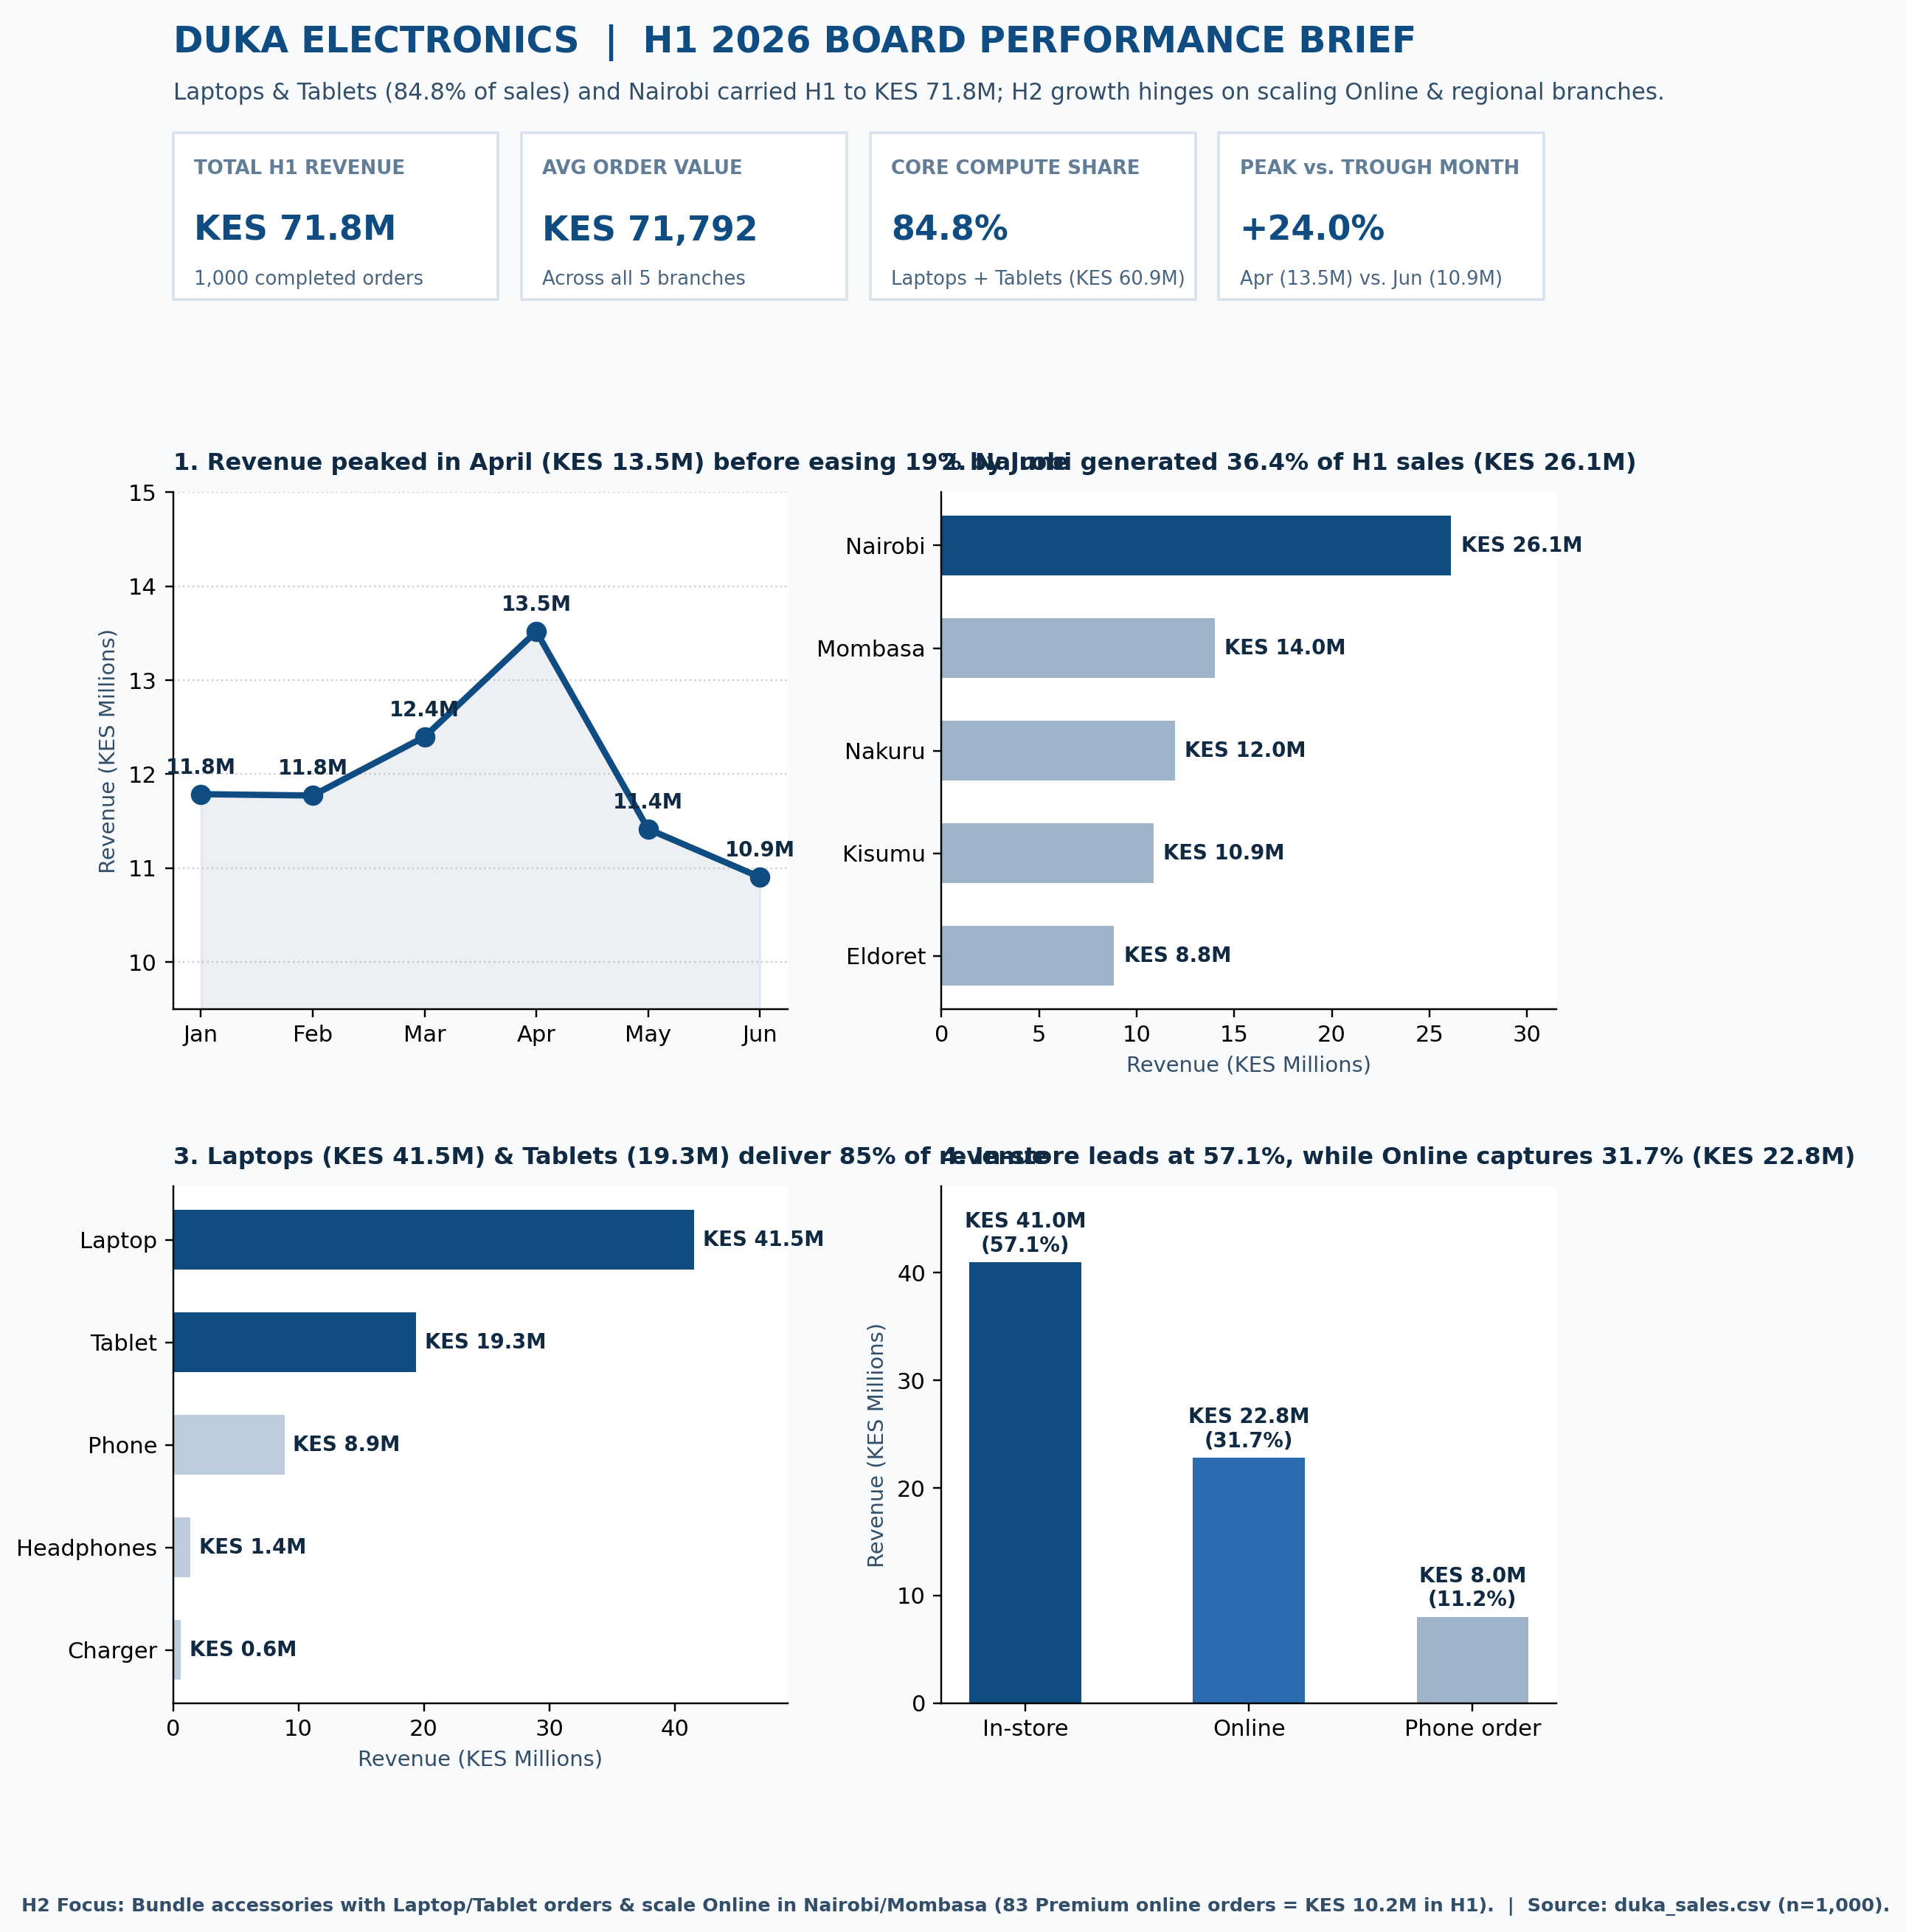 DUKA ELECTRONICS | H1 2026 BOARD PERFORMANCE BRIEF
Laptops & Tablets (84.8% of sales) and Nairobi carried H1 to KES 71.8M; H2 growth hinges on scaling Online & regional branches.
TOTAL H1 REVENUE
KES 71.8M
1,000 completed orders
AVG ORDER VALUE
KES 71,792
Across all 5 branches
CORE COMPUTE SHARE
84.8%
Laptops + Tablets (KES 60.9M)
PEAK vs. TROUGH MONTH
+24.0%
Apr (13.5M) vs. Jun (10.9M)
1. Revenue peaked in April (KES 13.5M) before easing 19% by June
Revenue (KES Millions)
15
14
13
12
11
10
11.8M
11.8M
12.4M
13.5M
11.4M
10.9M
Jan
Feb
Mar
Apr
May
Jun
2. Nairobi generated 36.4% of H1 sales (KES 26.1M)
Nairobi
KES 26.1M
Mombasa
KES 14.0M
Nakuru
KES 12.0M
Kisumu
KES 10.9M
Eldoret
KES 8.8M
0
5
10
15
20
25
30
Revenue (KES Millions)
3. Laptops (KES 41.5M) & Tablets (19.3M) deliver 85% of revenue
Laptop
KES 41.5M
Tablet
KES 19.3M
Phone
KES 8.9M
Headphones
KES 1.4M
Charger
KES 0.6M
0
10
20
30
40
Revenue (KES Millions)
4. In-store leads at 57.1%, while Online captures 31.7% (KES 22.8M)
Revenue (KES Millions)
40
30
20
10
0
KES 41.0M
(57.1%)
KES 22.8M
(31.7%)
KES 8.0M
(11.2%)
In-store
Online
Phone order
H2 Focus: Bundle accessories with Laptop/Tablet orders & scale Online in Nairobi/Mombasa (83 Premium online orders = KES 10.2M in H1). | Source: duka_sales.csv (n=1,000).